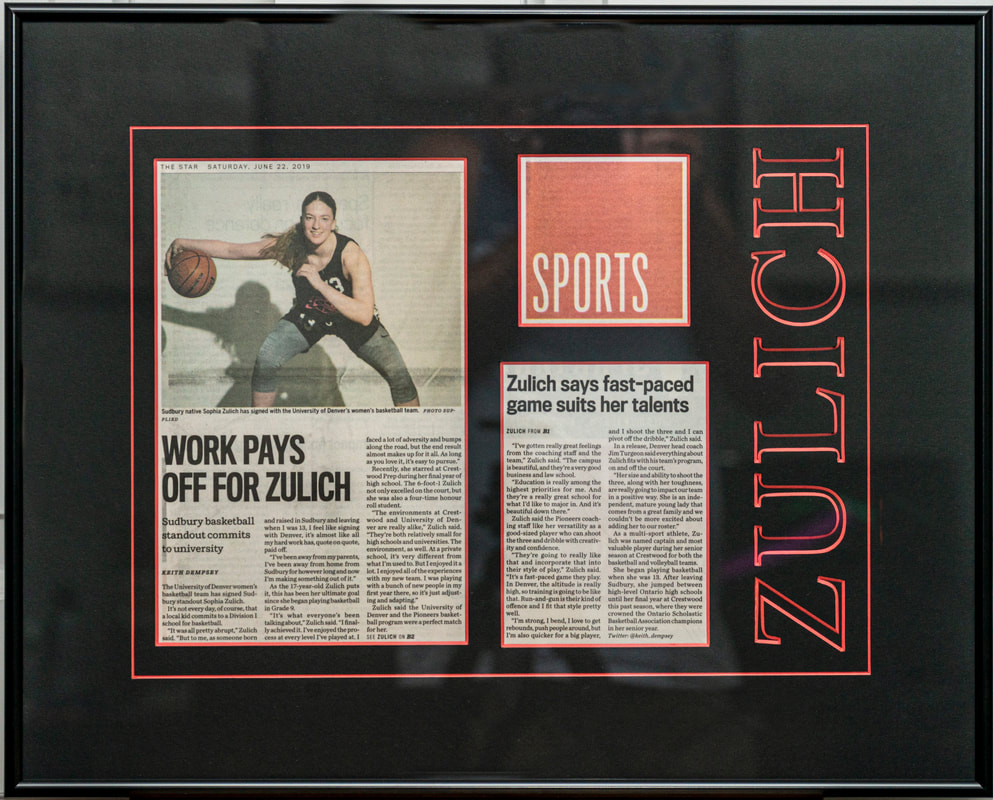 THE STAR SATURDAY, JUNE 22, 2019
Sudbury native Sophia Zulich has signed with the University of Denver's women's basketball team. PHOTO SUP-
PLIED
WORK PAYS
OFF FOR ZULICH
Sudbury basketball
standout commits
to university
KEITH DEMPSEY
The University of Denver women's
basketball team has signed Sud-
bury standout Sophia Zulich.
It's not every day, of course, that
a local kid commits to a Division 1
school for basketball.
"It was all pretty abrupt," Zulich
said. "But to me, as someone born
and raised in Sudbury and leaving
when I was 13, I feel like signing
with Denver, it's almost like all
my hard work has, quote on quote,
paid off.
"I've been away from my parents,
I've been away from home from
Sudbury for however long and now
I'm making something out of it."
As the 17-year-old Zulich puts
it, this has been her ultimate goal
since she began playing basketball
in Grade 9.
"It's what everyone's been
talking about," Zulich said. "I final-
ly achieved it. I've enjoyed the pro-
cess at every level I've played at. I
faced a lot of adversity and bumps
along the road, but the end result
almost makes up for it all. As long
as you love it, it's easy to pursue."
Recently, she starred at Crest-
wood Prep during her final year of
high school. The 6-foot-1 Zulich
not only excelled on the court, but
she was also a four-time honour
roll student.
"The environments at Crest-
wood and University of Den-
ver are really alike," Zulich said.
"They're both relatively small for
high schools and universities. The
environment, as well. At a private
school, it's very different from
what I'm used to. But I enjoyed it a
lot. I enjoyed all of the experiences
with my new team. I was playing
with a bunch of new people in my
first year there, so it's just adjust-
ing and adapting."
Zulich said the University of
Denver and the Pioneers basket-
ball program were a perfect match
for her.
SEE ZULICH ON B2
SPORTS
Zulich says fast-paced
game suits her talents
ZULICH FROM B1
"I've gotten really great feelings
from the coaching staff and the
team," Zulich said. "The campus
is beautiful, and they're a very good
business and law school.
"Education is really among the
highest priorities for me. And
they're a really great school for
what I'd like to major in. And it's
beautiful down there."
Zulich said the Pioneers coach-
ing staff like her versatility as a
good-sized player who can shoot
the three and dribble with creativ-
ity and confidence.
"They're going to really like
that and incorporate that into
their style of play," Zulich said.
"It's a fast-paced game they play.
In Denver, the altitude is really
high, so training is going to be like
that. Run-and-gun is their kind of
offence and I fit that style pretty
well.
"I'm strong, I bend, I love to get
rebounds, push people around, but
I'm also quicker for a big player,
and I shoot the three and I can
pivot off the dribble," Zulich said.
In a release, Denver head coach
Jim Turgeon said everything about
Zulich fits with his team's program,
on and off the court.
"Her size and ability to shoot the
three, along with her toughness,
are really going to impact our team
in a positive way. She is an inde-
pendent, mature young lady that
comes from a great family and we
couldn't be more excited about
adding her to our roster."
As a multi-sport athlete, Zu-
lich was named captain and most
valuable player during her senior
season at Crestwood for both the
basketball and volleyball teams.
She began playing basketball
when she was 13. After leaving
Sudbury, she jumped between
high-level Ontario high schools
until her final year at Crestwood
this past season, where they were
crowned the Ontario Scholastic
Basketball Association champions
in her senior year.
Twitter: @keith_dempsey
ZULICH